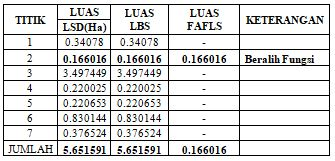 TITIK LUAS LSD(Ha) LUAS LBS LUAS FAFLS KETERANGAN
1 0.34078 0.34078 -
2 0.166016 0.166016 0.166016 Beralih Fungsi
3 3.497449 3.497449 -
4 0.220025 0.220025 -
5 0.220653 0.220653 -
6 0.830144 0.830144 -
7 0.376524 0.376524 -
JUMLAH 5.651591 5.651591 0.166016